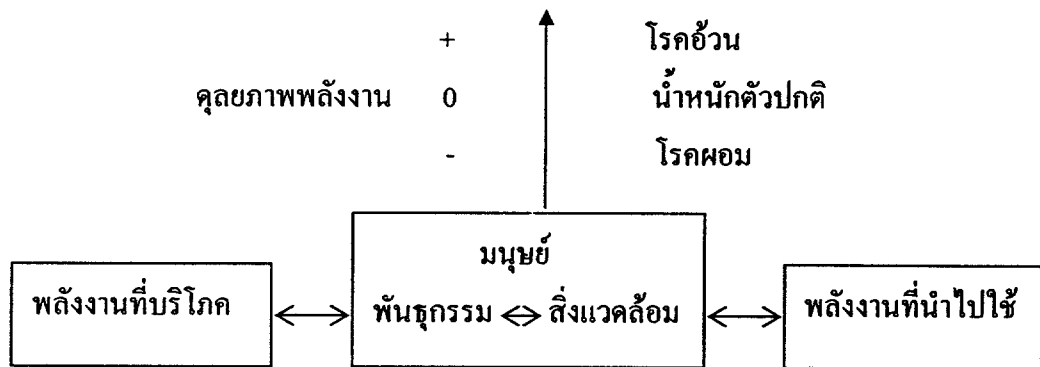 + โรคอ้วน
ดุลยภาพพลังงาน 0 น้ำหนักตัวปกติ
- โรคผอม
มนุษย์
พลังงานที่บริโภค พันธุกรรม สิ่งแวดล้อม พลังงานที่นำไปใช้